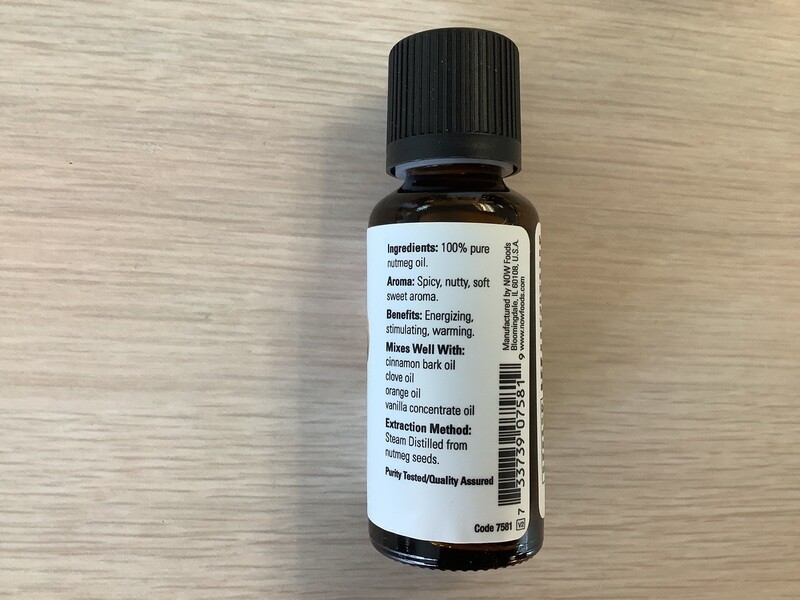 Ingredients: 100% pure
nutmeg oil.
Aroma: Spicy, nutty, soft
sweet aroma.
Benefits: Energizing,
stimulating, warming.
Mixes Well With:
cinnamon bark oil
clove oil
orange oil
vanilla concentrate oil
Extraction Method:
Steam Distilled from
nutmeg seeds.
Purity Tested/Quality Assured
Code 7581 V2
Manufactured by NOW Foods
Bloomingdale, IL 60108, U.S.A.
www.nowfoods.com
7 33739 07581 9